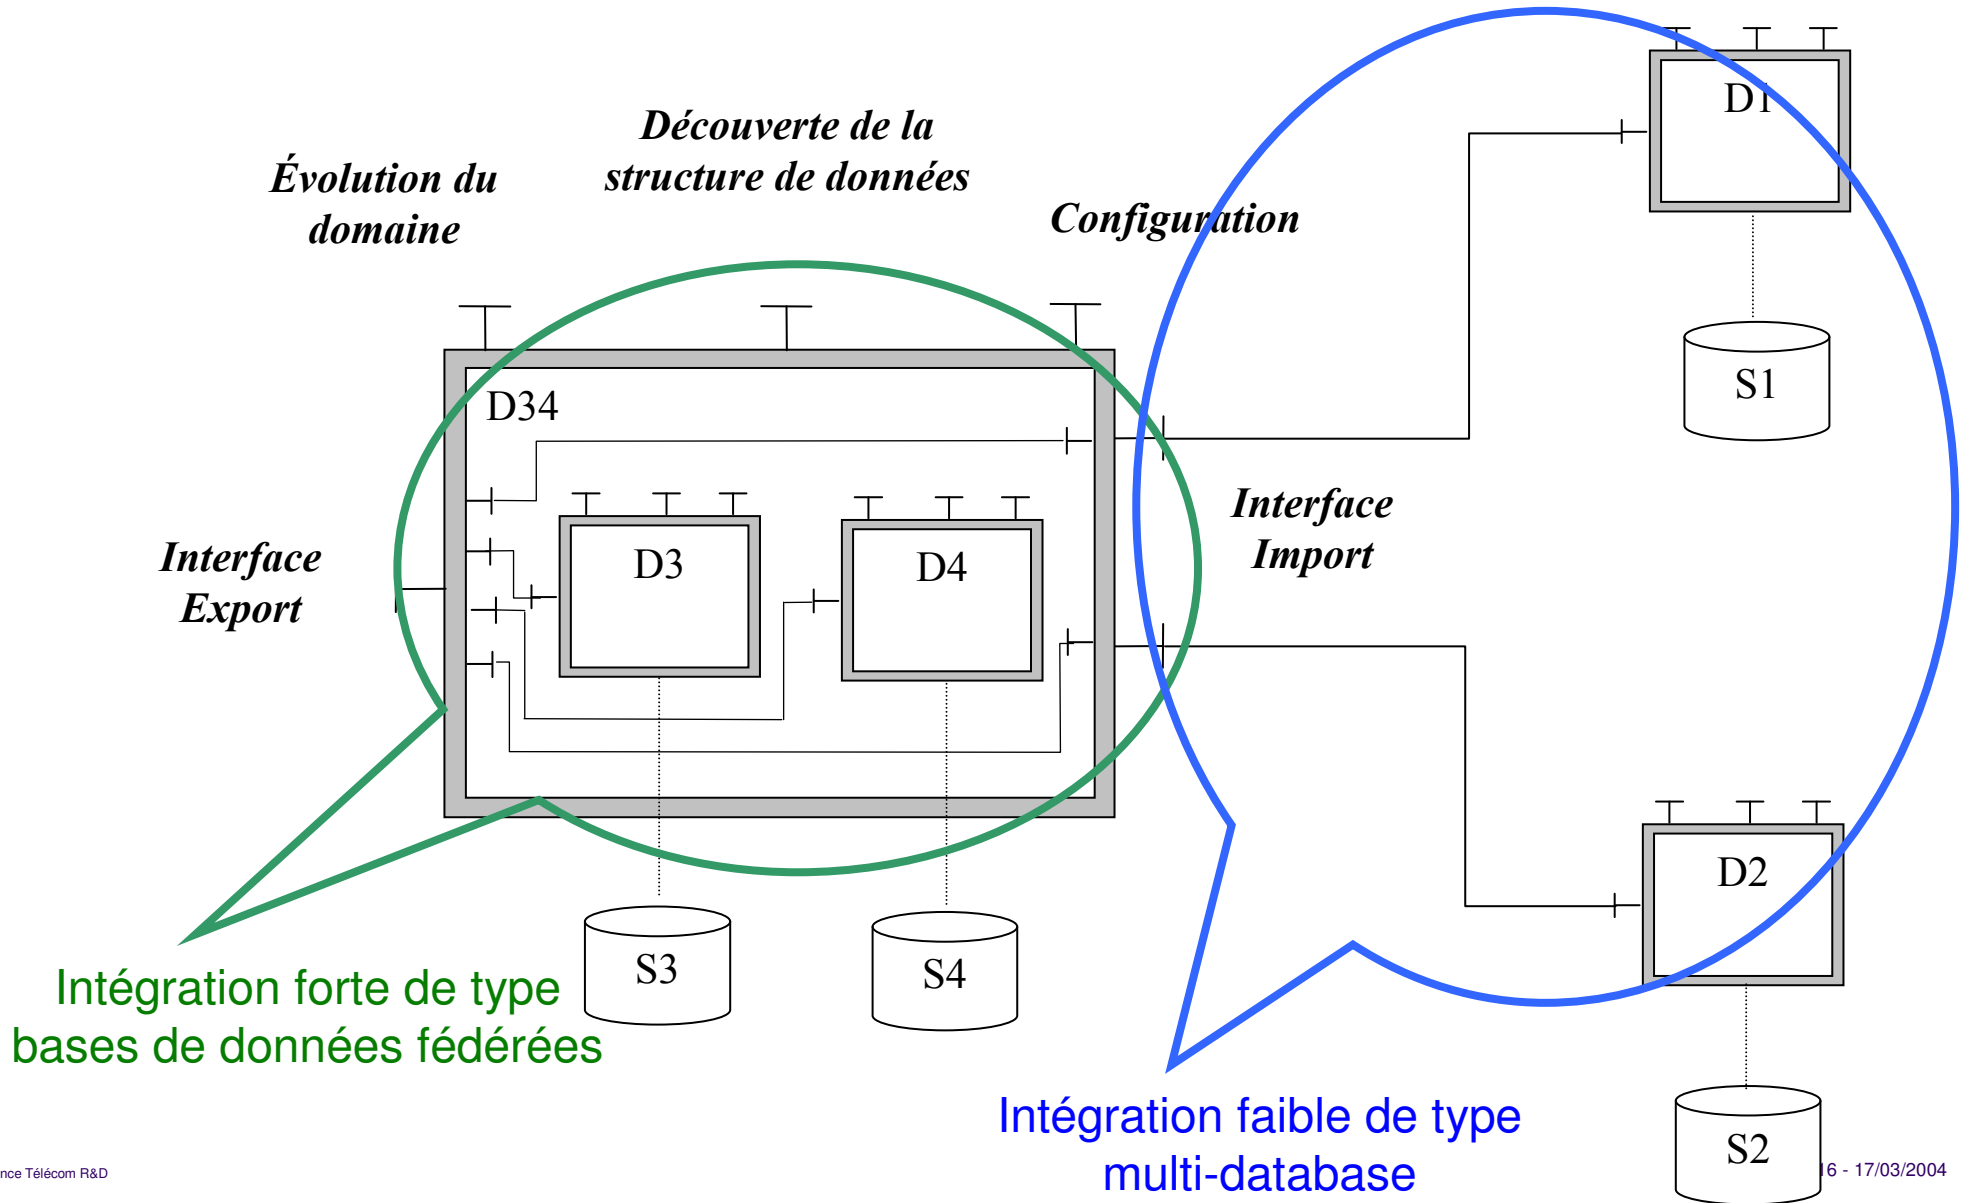 D1
Découverte de la
structure de données
Évolution du
domaine
Configuration
S1
D34
Interface
Import
Interface
Export
D3
D4
D2
S3
S4
Intégration forte de type
bases de données fédérées
Intégration faible de type
multi-database
S2
nce Télécom R&D
6 - 17/03/2004